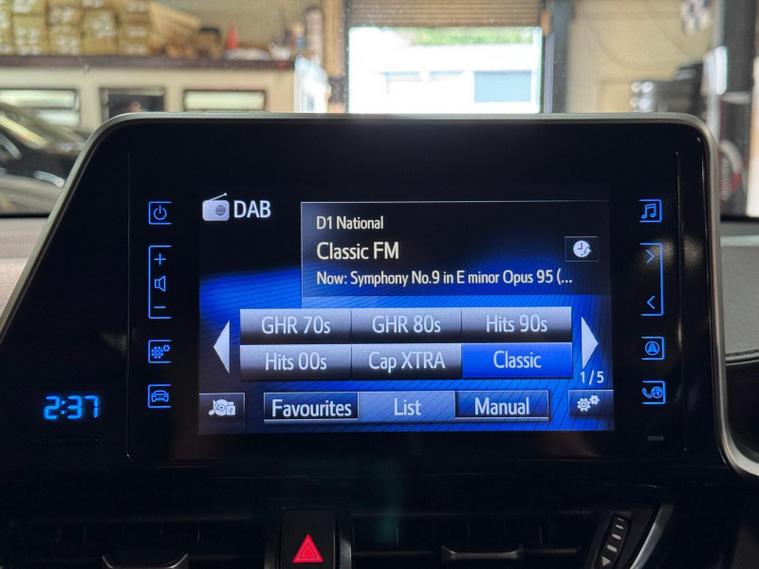 DAB
D1 National
Classic FM
Now: Symphony No.9 in E minor Opus 95 (...
GHR 70s GHR 80s Hits 90s
Hits 00s Cap XTRA Classic
1/5
Favourites List Manual
2:37